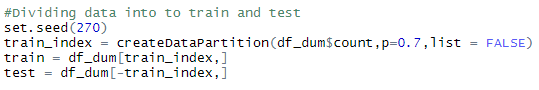 #Dividing data into to train and test
set.seed(270)
train_index = createDataPartition(df_dum$count,p=0.7,list = FALSE)
train = df_dum[train_index,]
test = df_dum[-train_index,]